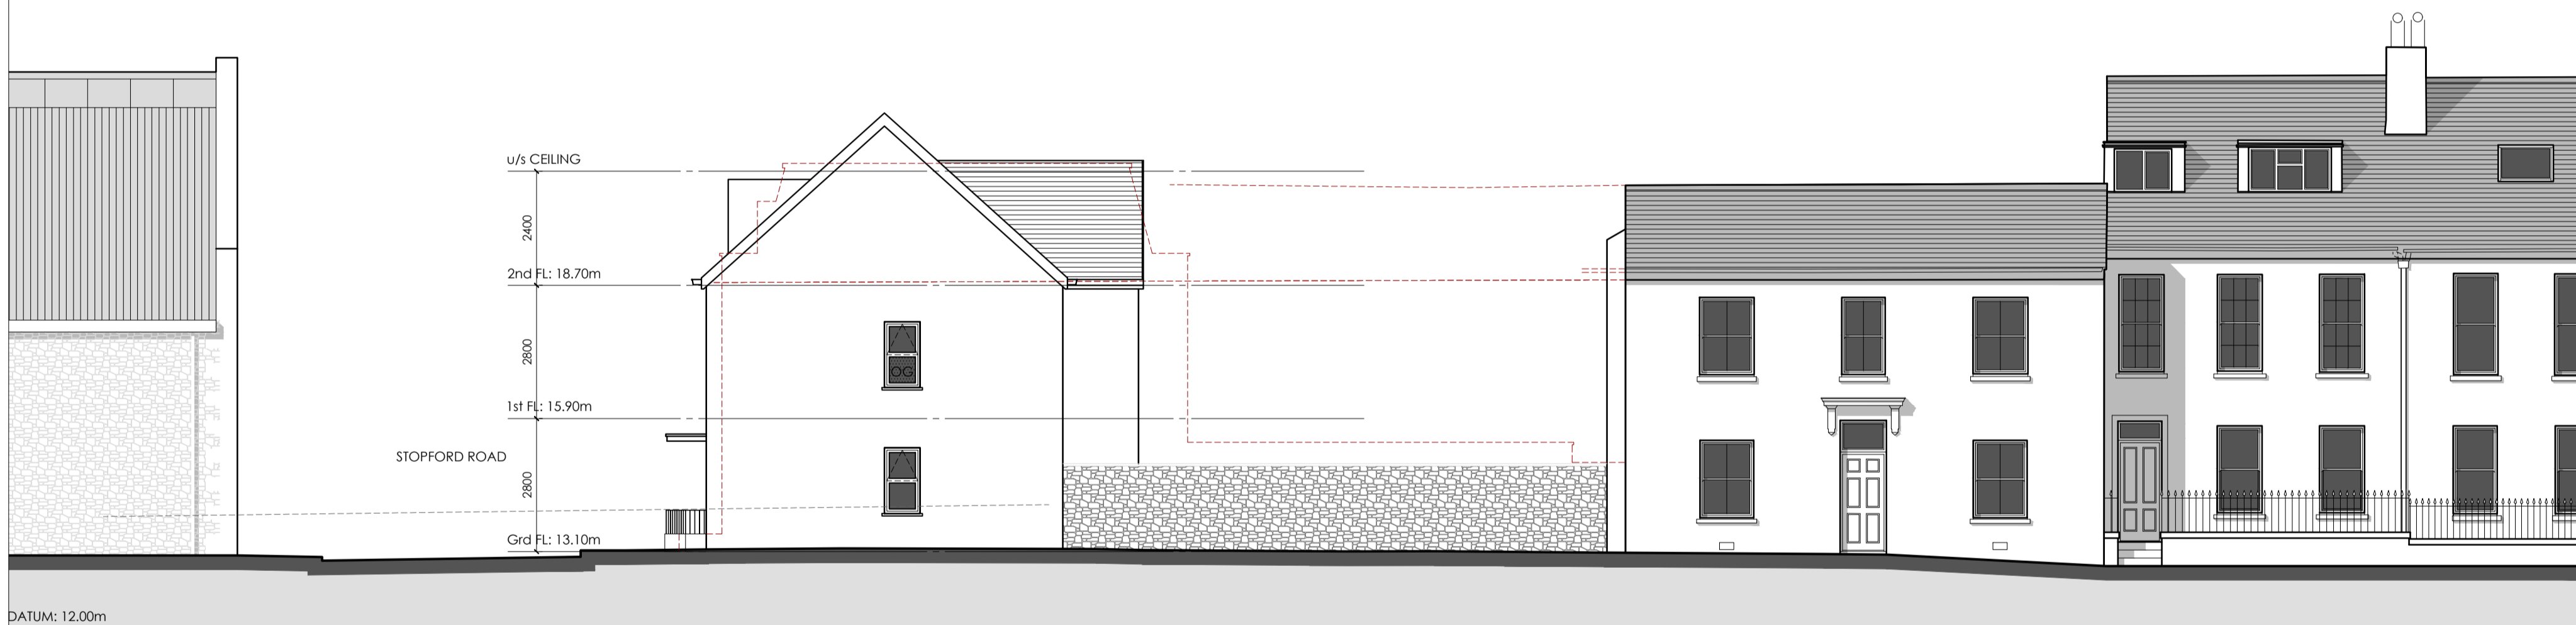 u/s CEILING
2400
2nd FL: 18.70m
2800
OG
1st FL: 15.90m
STOPFORD ROAD
2800
Grd FL: 13.10m
DATUM: 12.00m